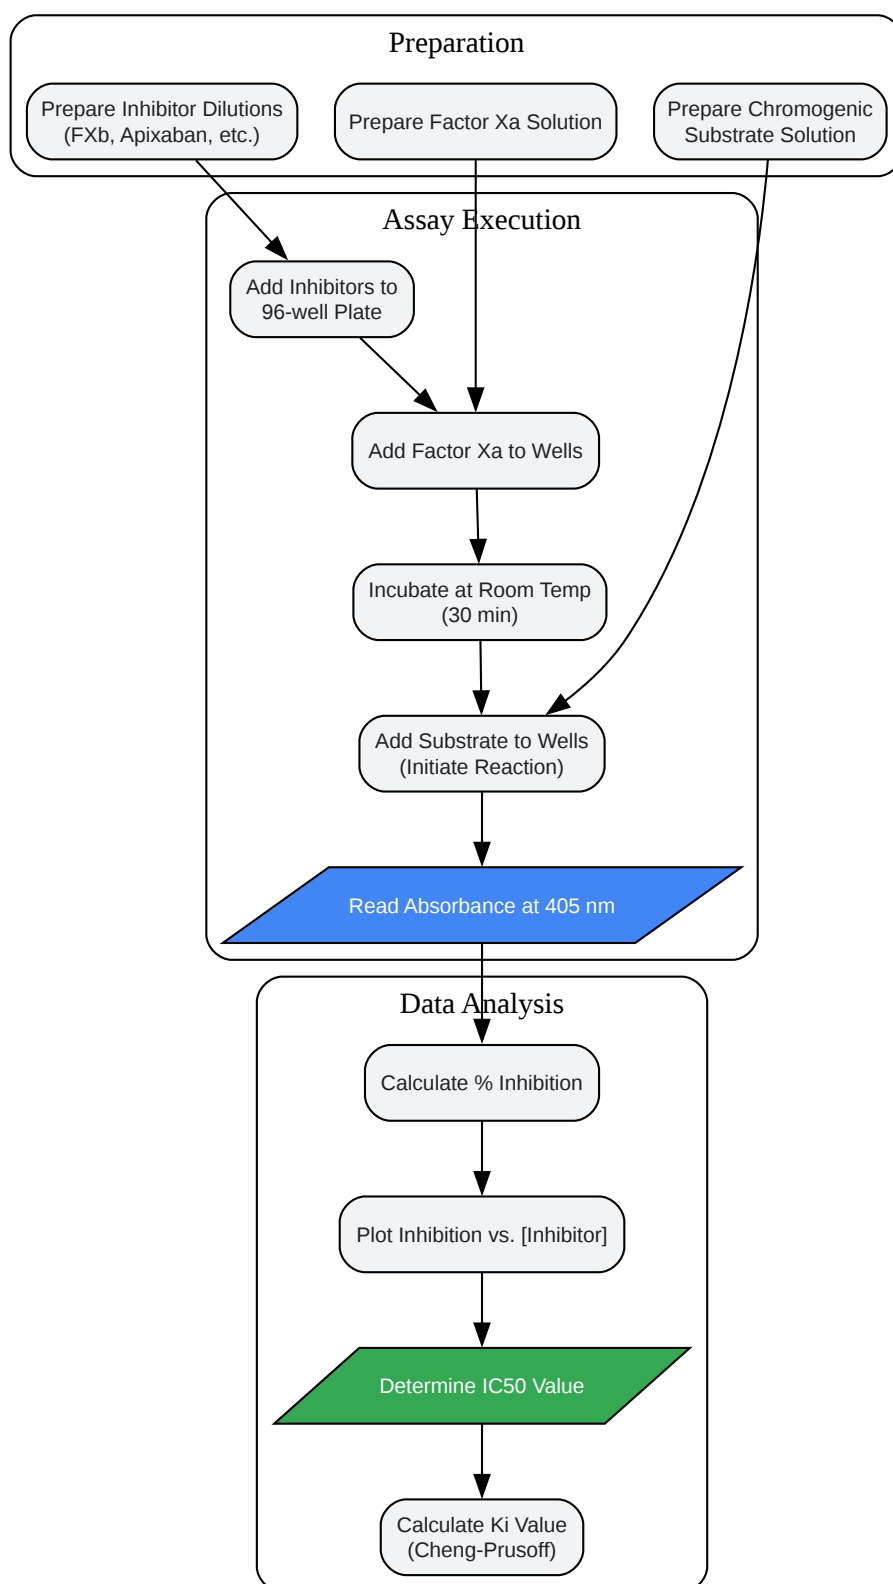 Preparation
Prepare Inhibitor Dilutions
(FXb, Apixaban, etc.)
Prepare Factor Xa Solution
Prepare Chromogenic
Substrate Solution
Assay Execution
Add Inhibitors to
96-well Plate
Add Factor Xa to Wells
Incubate at Room Temp
(30 min)
Add Substrate to Wells
(Initiate Reaction)
Read Absorbance at 405 nm
Data Analysis
Calculate % Inhibition
Plot Inhibition vs. [Inhibitor]
Determine IC50 Value
Calculate Ki Value
(Cheng-Prusoff)